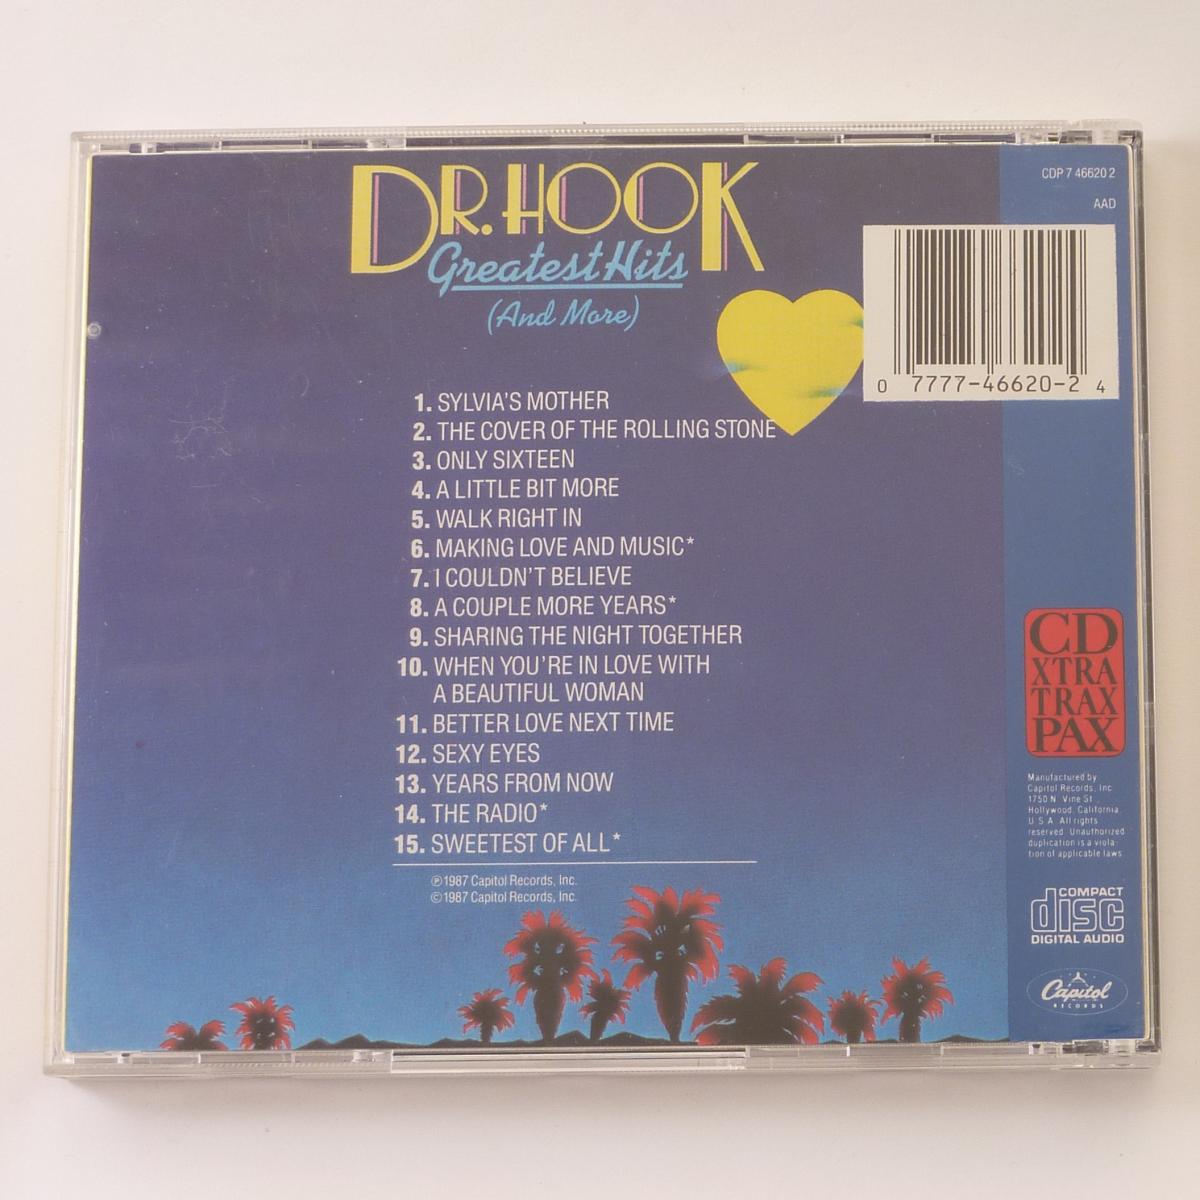 DR. HOOK
Greatest Hits
(And More)
CDP 7 46620 2
AAD
0 7777-46620-2 4
1. SYLVIA'S MOTHER
2. THE COVER OF THE ROLLING STONE
3. ONLY SIXTEEN
4. A LITTLE BIT MORE
5. WALK RIGHT IN
6. MAKING LOVE AND MUSIC*
7. I COULDN'T BELIEVE
8. A COUPLE MORE YEARS*
9. SHARING THE NIGHT TOGETHER
10. WHEN YOU'RE IN LOVE WITH
A BEAUTIFUL WOMAN
11. BETTER LOVE NEXT TIME
12. SEXY EYES
13. YEARS FROM NOW
14. THE RADIO*
15. SWEETEST OF ALL*
℗1987 Capitol Records, Inc.
©1987 Capitol Records, Inc.
CD
XTRA
TRAX
PAX
Manufactured by
Capitol Records, Inc
1750 N Vine St
Hollywood, California
U S A All rights
reserved Unauthorized
duplication is a viola-
tion of applicable laws
COMPACT
disc
DIGITAL AUDIO
Capitol
RECORDS